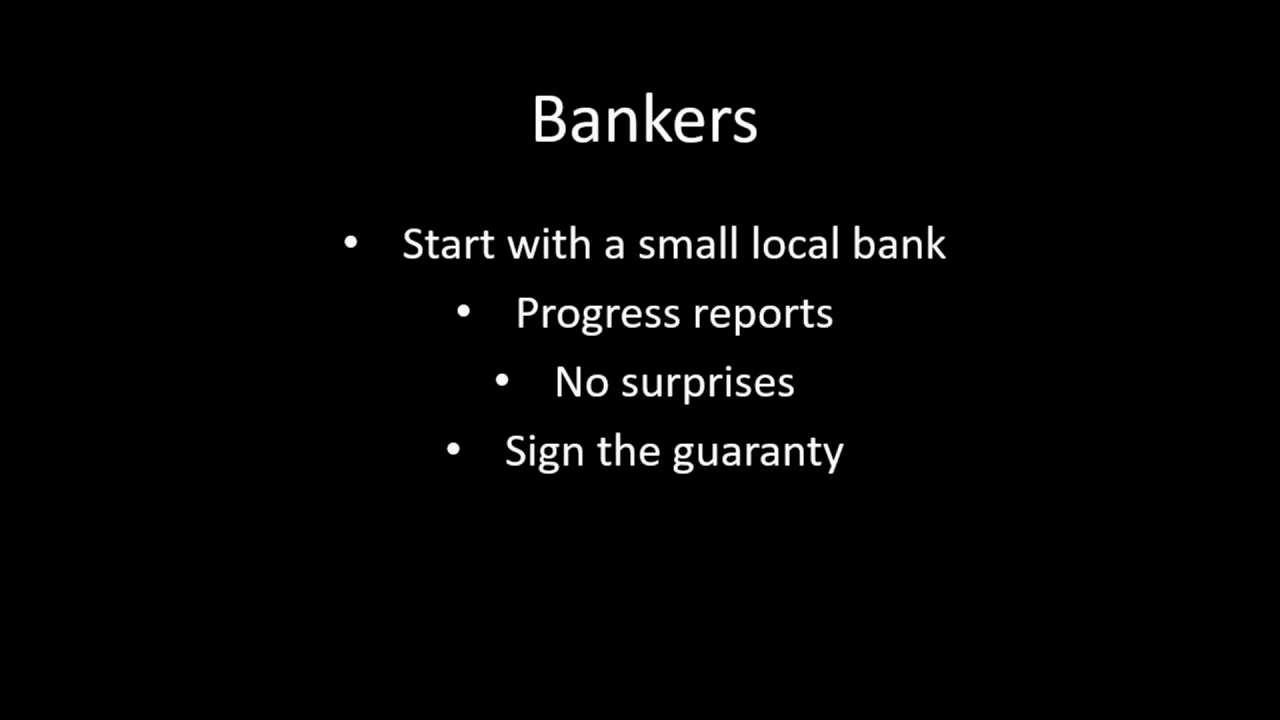 Bankers
• Start with a small local bank
• Progress reports
• No surprises
• Sign the guaranty